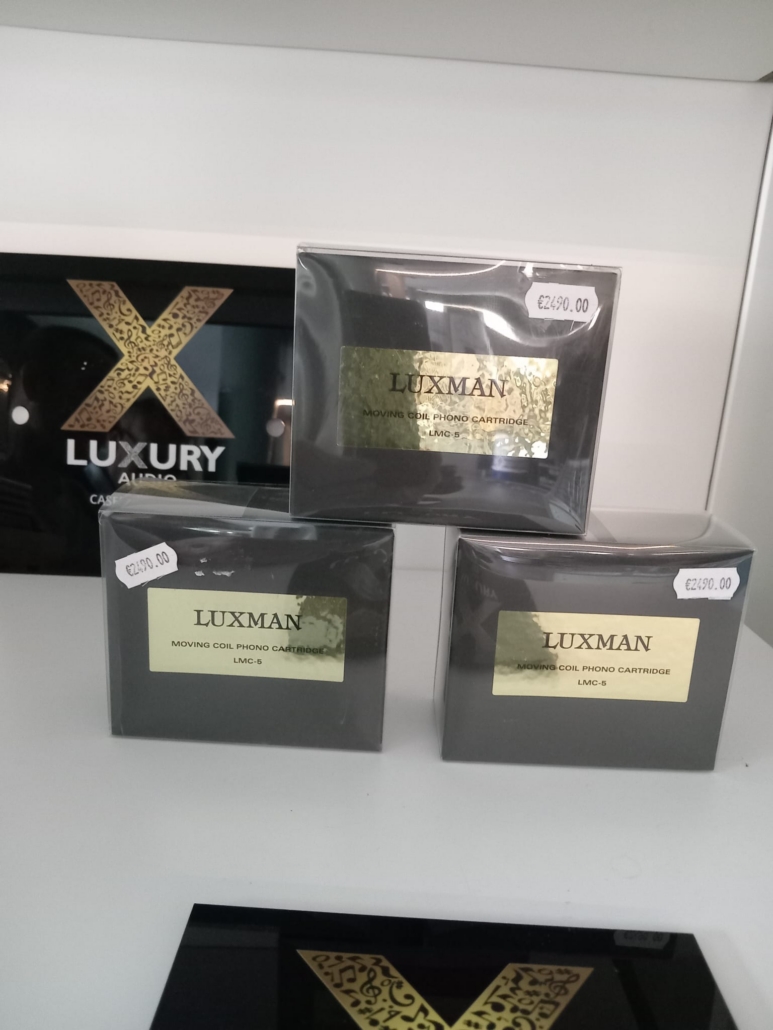 X
LUXURY
AUDIO
€2490.00
LUXMAN
MOVING COIL PHONO CARTRIDGE
LMC-5
€2490.00
LUXMAN
MOVING COIL PHONO CARTRIDGE
LMC-5
€2490.00
LUXMAN
MOVING COIL PHONO CARTRIDGE
LMC-5
X